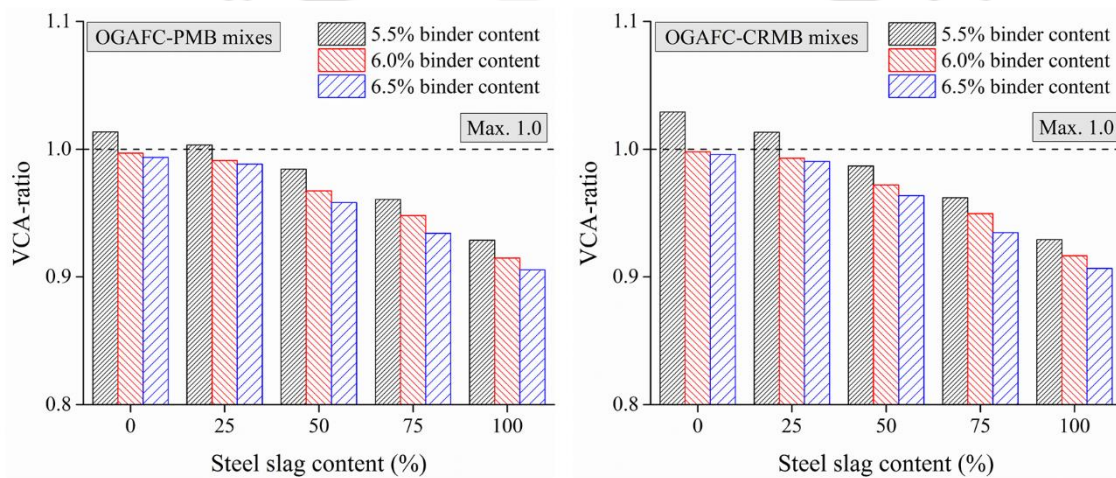 1.1
OGAFC-PMB mixes
5.5% binder content
6.0% binder content
6.5% binder content
Max. 1.0
1.0
0.9
0.8
VCA-ratio
0 25 50 75 100
Steel slag content (%)
1.1
OGAFC-CRMB mixes
5.5% binder content
6.0% binder content
6.5% binder content
Max. 1.0
1.0
0.9
0.8
VCA-ratio
0 25 50 75 100
Steel slag content (%)